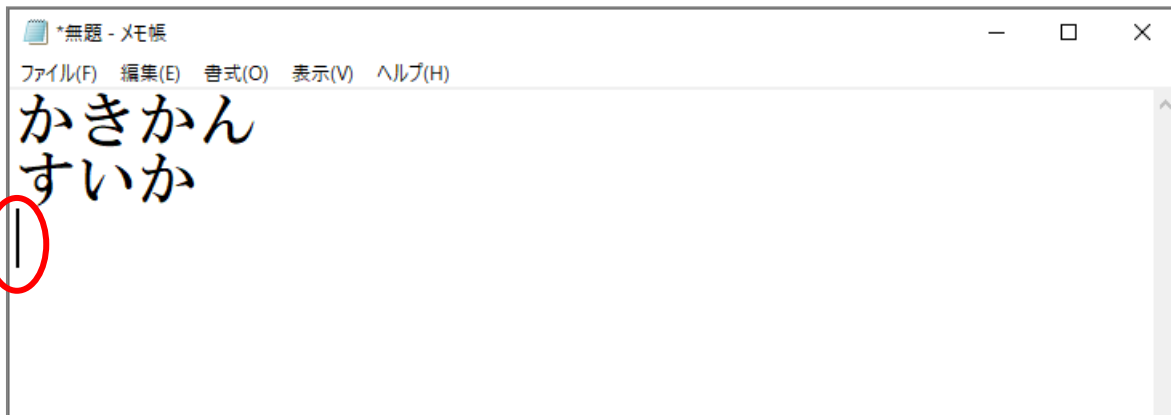 *無題 - メモ帳
ファイル(F) 編集(E) 書式(O) 表示(V) ヘルプ(H)
かきかん
すいか